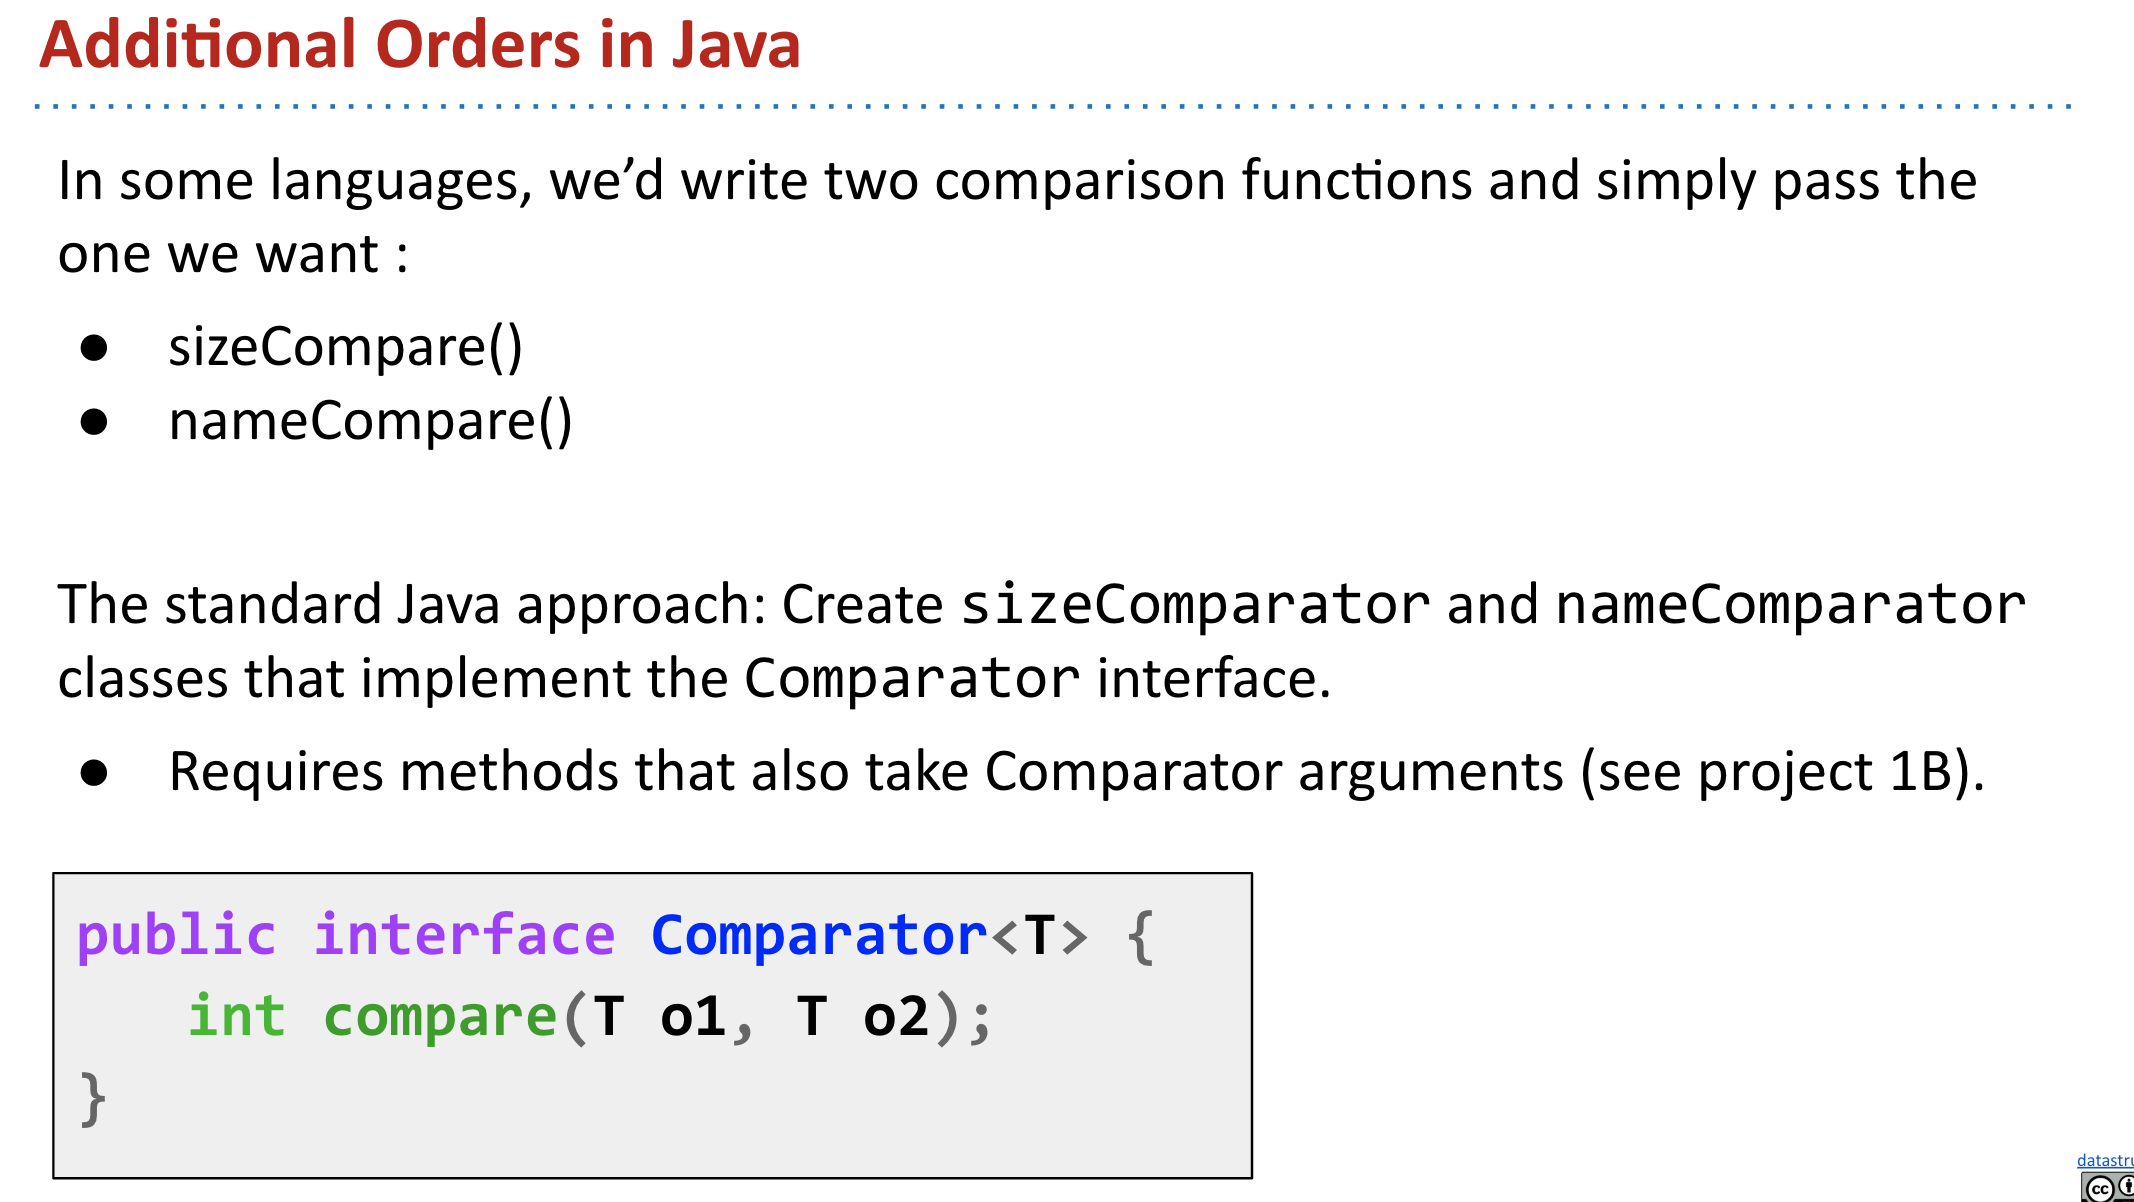 Additional Orders in Java
In some languages, we’d write two comparison functions and simply pass the
one we want :
● sizeCompare()
● nameCompare()
The standard Java approach: Create sizeComparator and nameComparator
classes that implement the Comparator interface.
● Requires methods that also take Comparator arguments (see project 1B).
public interface Comparator<T> {
    int compare(T o1, T o2);
}
datastru
cc